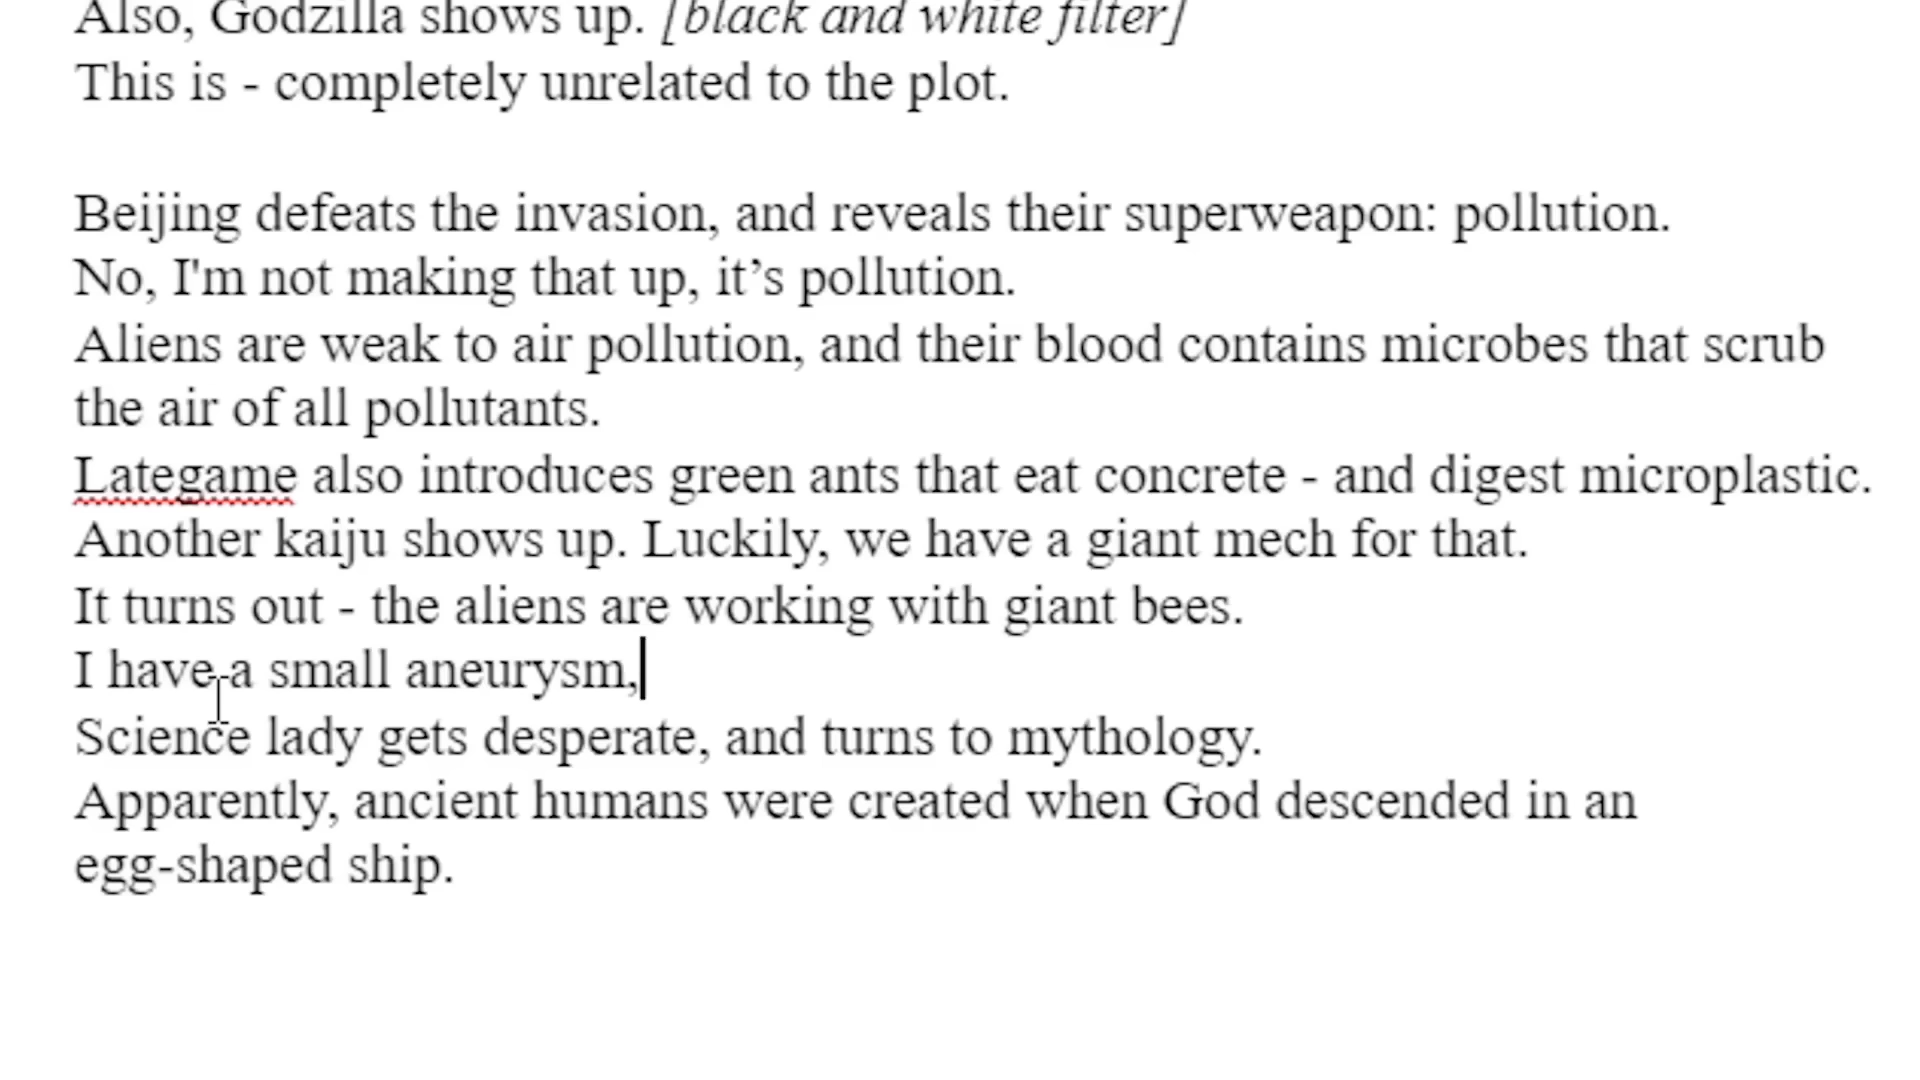 Also, Godzilla shows up. [black and white filter]
This is - completely unrelated to the plot.
Beijing defeats the invasion, and reveals their superweapon: pollution.
No, I'm not making that up, it’s pollution.
Aliens are weak to air pollution, and their blood contains microbes that scrub
the air of all pollutants.
Lategame also introduces green ants that eat concrete - and digest microplastic.
Another kaiju shows up. Luckily, we have a giant mech for that.
It turns out - the aliens are working with giant bees.
I have a small aneurysm,
Science lady gets desperate, and turns to mythology.
Apparently, ancient humans were created when God descended in an
egg-shaped ship.